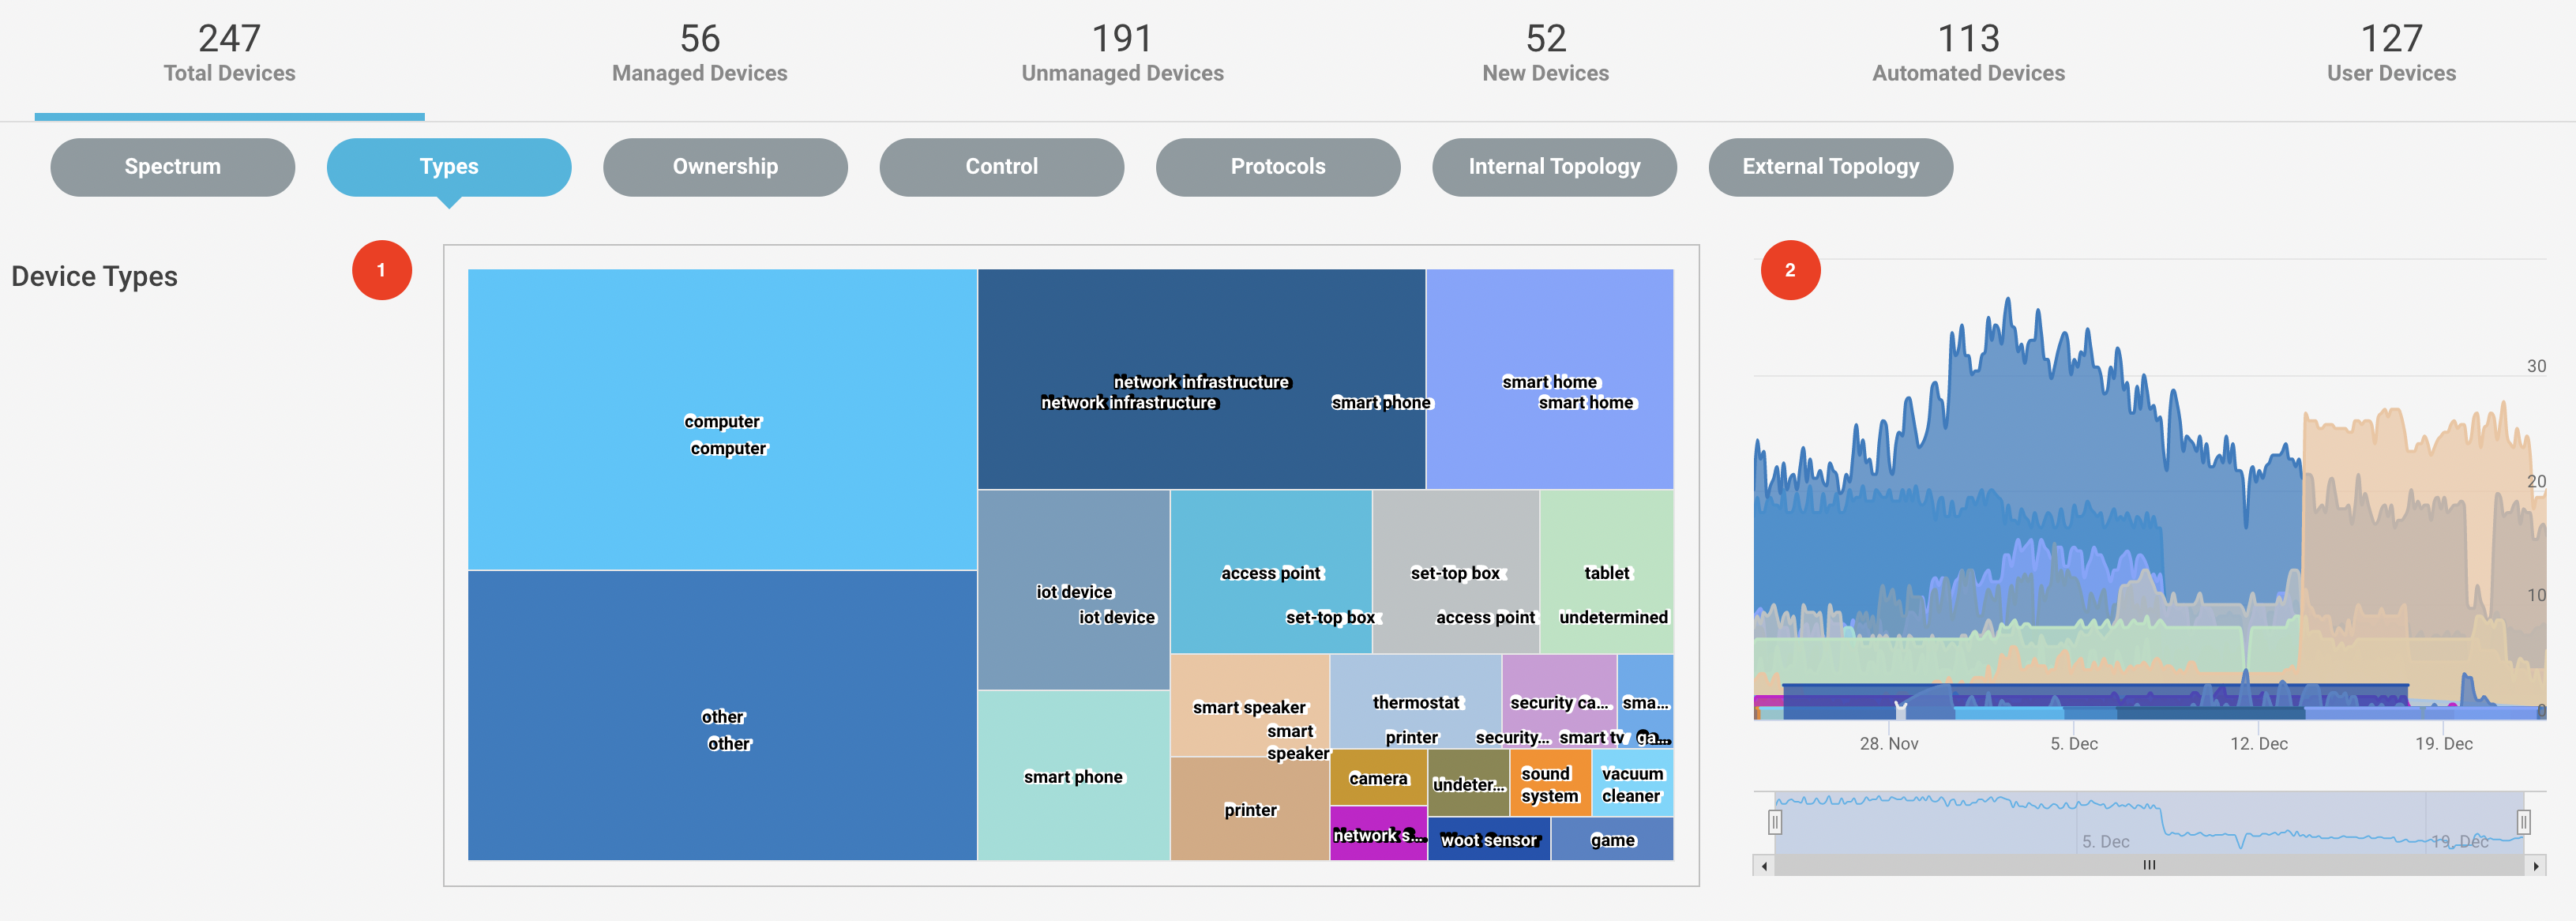 247
Total Devices
56
Managed Devices
191
Unmanaged Devices
52
New Devices
113
Automated Devices
127
User Devices
Spectrum
Types
Ownership
Control
Protocols
Internal Topology
External Topology
Device Types
1
computer
computer
other
other
network infrastructure
network infrastructure
smart phone
smart home
smart home
iot device
iot device
smart phone
access point
set-top box
set-top box
access point
tablet
undetermined
smart speaker
smart
speaker
printer
thermostat
printer
security ca...
security...
smart tv
sma...
ga...
camera
network s...
undeter...
sound
system
vacuum
cleaner
woot sensor
game
2
30
20
10
0
28. Nov
5. Dec
12. Dec
19. Dec
5. Dec
19. Dec